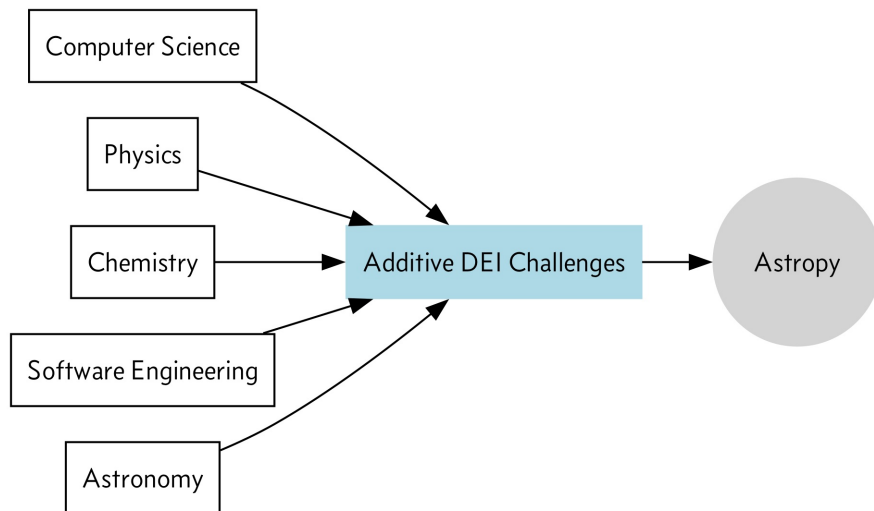 Computer Science
Physics
Chemistry
Software Engineering
Astronomy
Additive DEI Challenges
Astropy